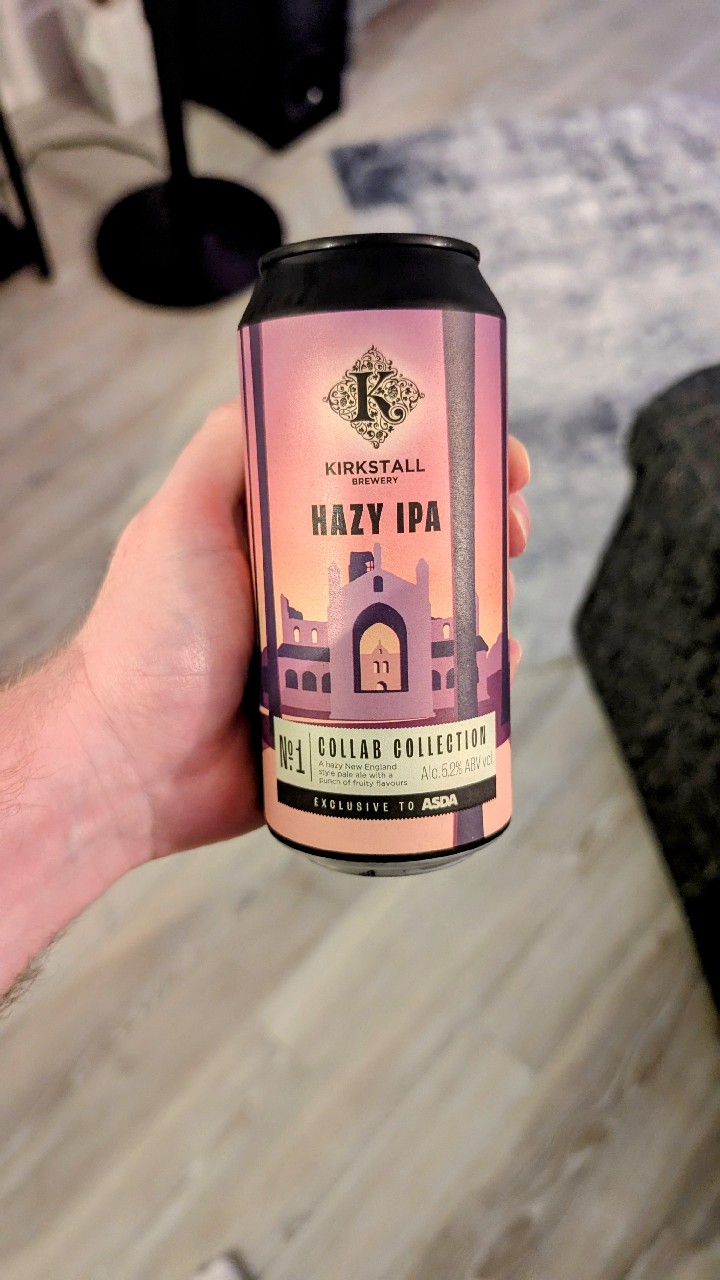 K
KIRKSTALL
BREWERY
HAZY IPA
Nº1
COLLAB COLLECTION
A hazy New England
style pale ale with a
punch of fruity flavours
Alc. 5.2% ABV vol.
EXCLUSIVE TO ASDA